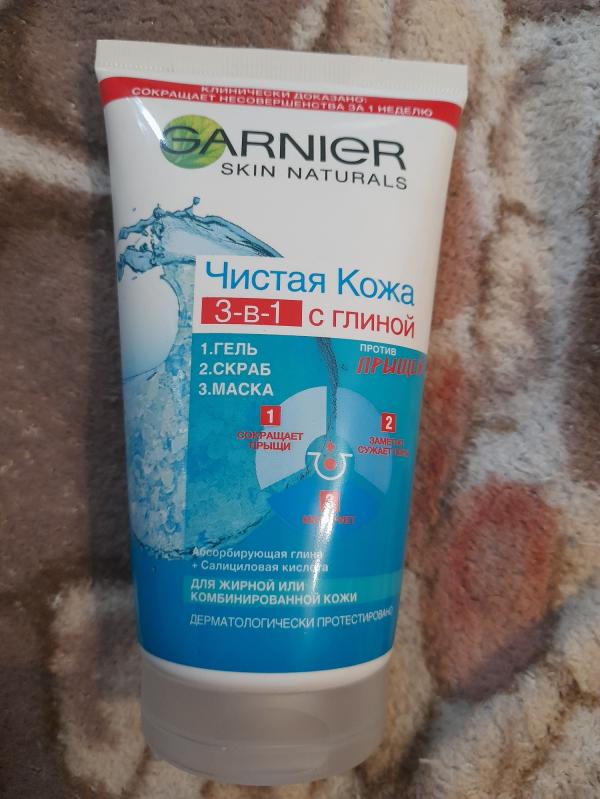 КЛИНИЧЕСКИ ДОКАЗАНО:
СОКРАЩАЕТ НЕСОВЕРШЕНСТВА ЗА 1 НЕДЕЛЮ
GARNIER
SKIN NATURALS
Чистая Кожа
3-в-1 с глиной
1.ГЕЛЬ
2.СКРАБ
3.МАСКА
ПРОТИВ
1
СОКРАЩАЕТ
ПРЫЩИ
2
СУЖАЕТ
3
Абсорбирующая глина
+ Салициловая кислота
ДЛЯ ЖИРНОЙ ИЛИ
КОМБИНИРОВАННОЙ КОЖИ
ДЕРМАТОЛОГИЧЕСКИ ПРОТЕСТИРОВАНО